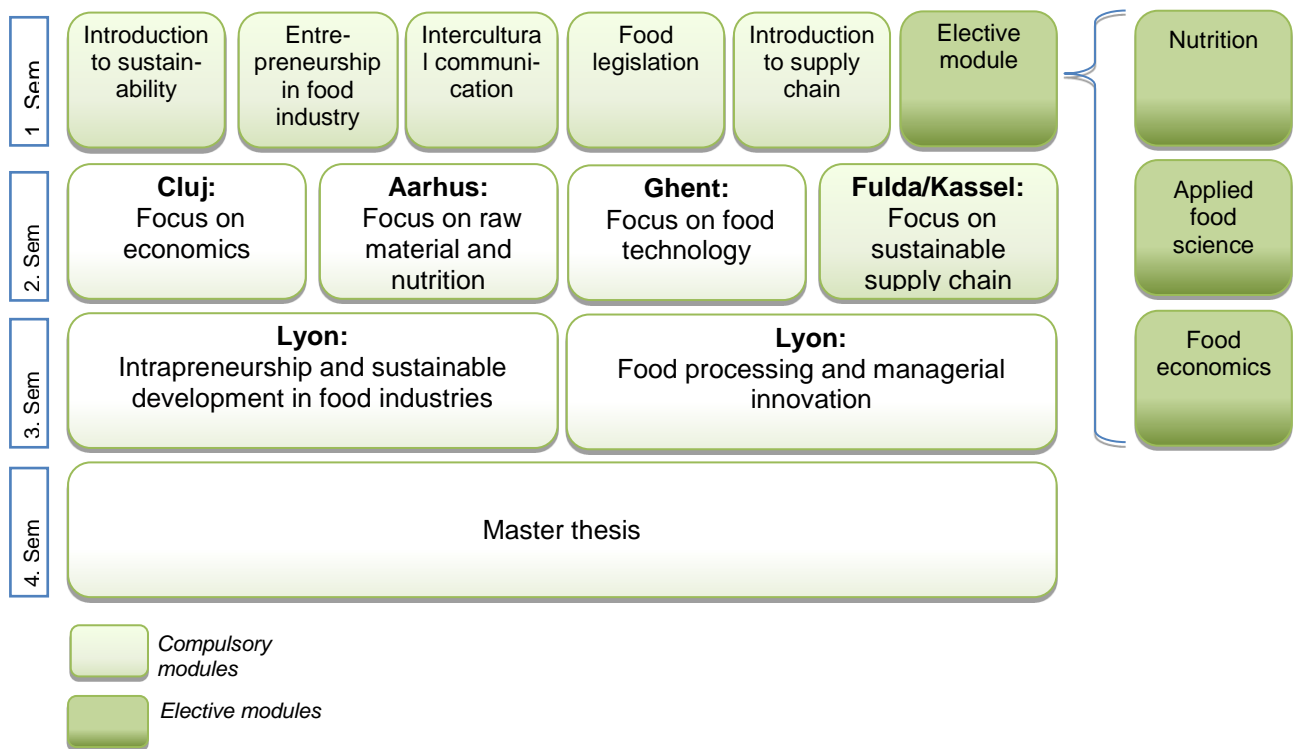 1. Sem
Introduction
to sustain-
ability
Entre-
preneurship
in food
industry
Intercultura
l communi-
cation
Food
legislation
Introduction
to supply
chain
Elective
module
Nutrition
2. Sem
Cluj:
Focus on
economics
Aarhus:
Focus on raw
material and
nutrition
Ghent:
Focus on food
technology
Fulda/Kassel:
Focus on
sustainable
supply chain
Applied
food
science
3. Sem
Lyon:
Intrapreneurship and sustainable
development in food industries
Lyon:
Food processing and managerial
innovation
Food
economics
4. Sem
Master thesis
Compulsory
modules
Elective modules